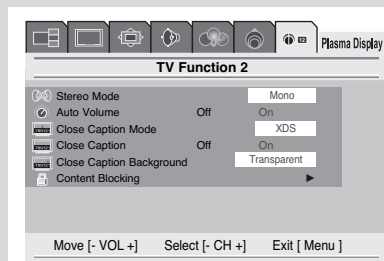 Plasma Display
TV Function 2
Stereo Mode Mono
Auto Volume Off On
Close Caption Mode XDS
Close Caption Off On
Close Caption Background Transparent
Content Blocking ►
Move [- VOL +] Select [- CH +] Exit [ Menu ]